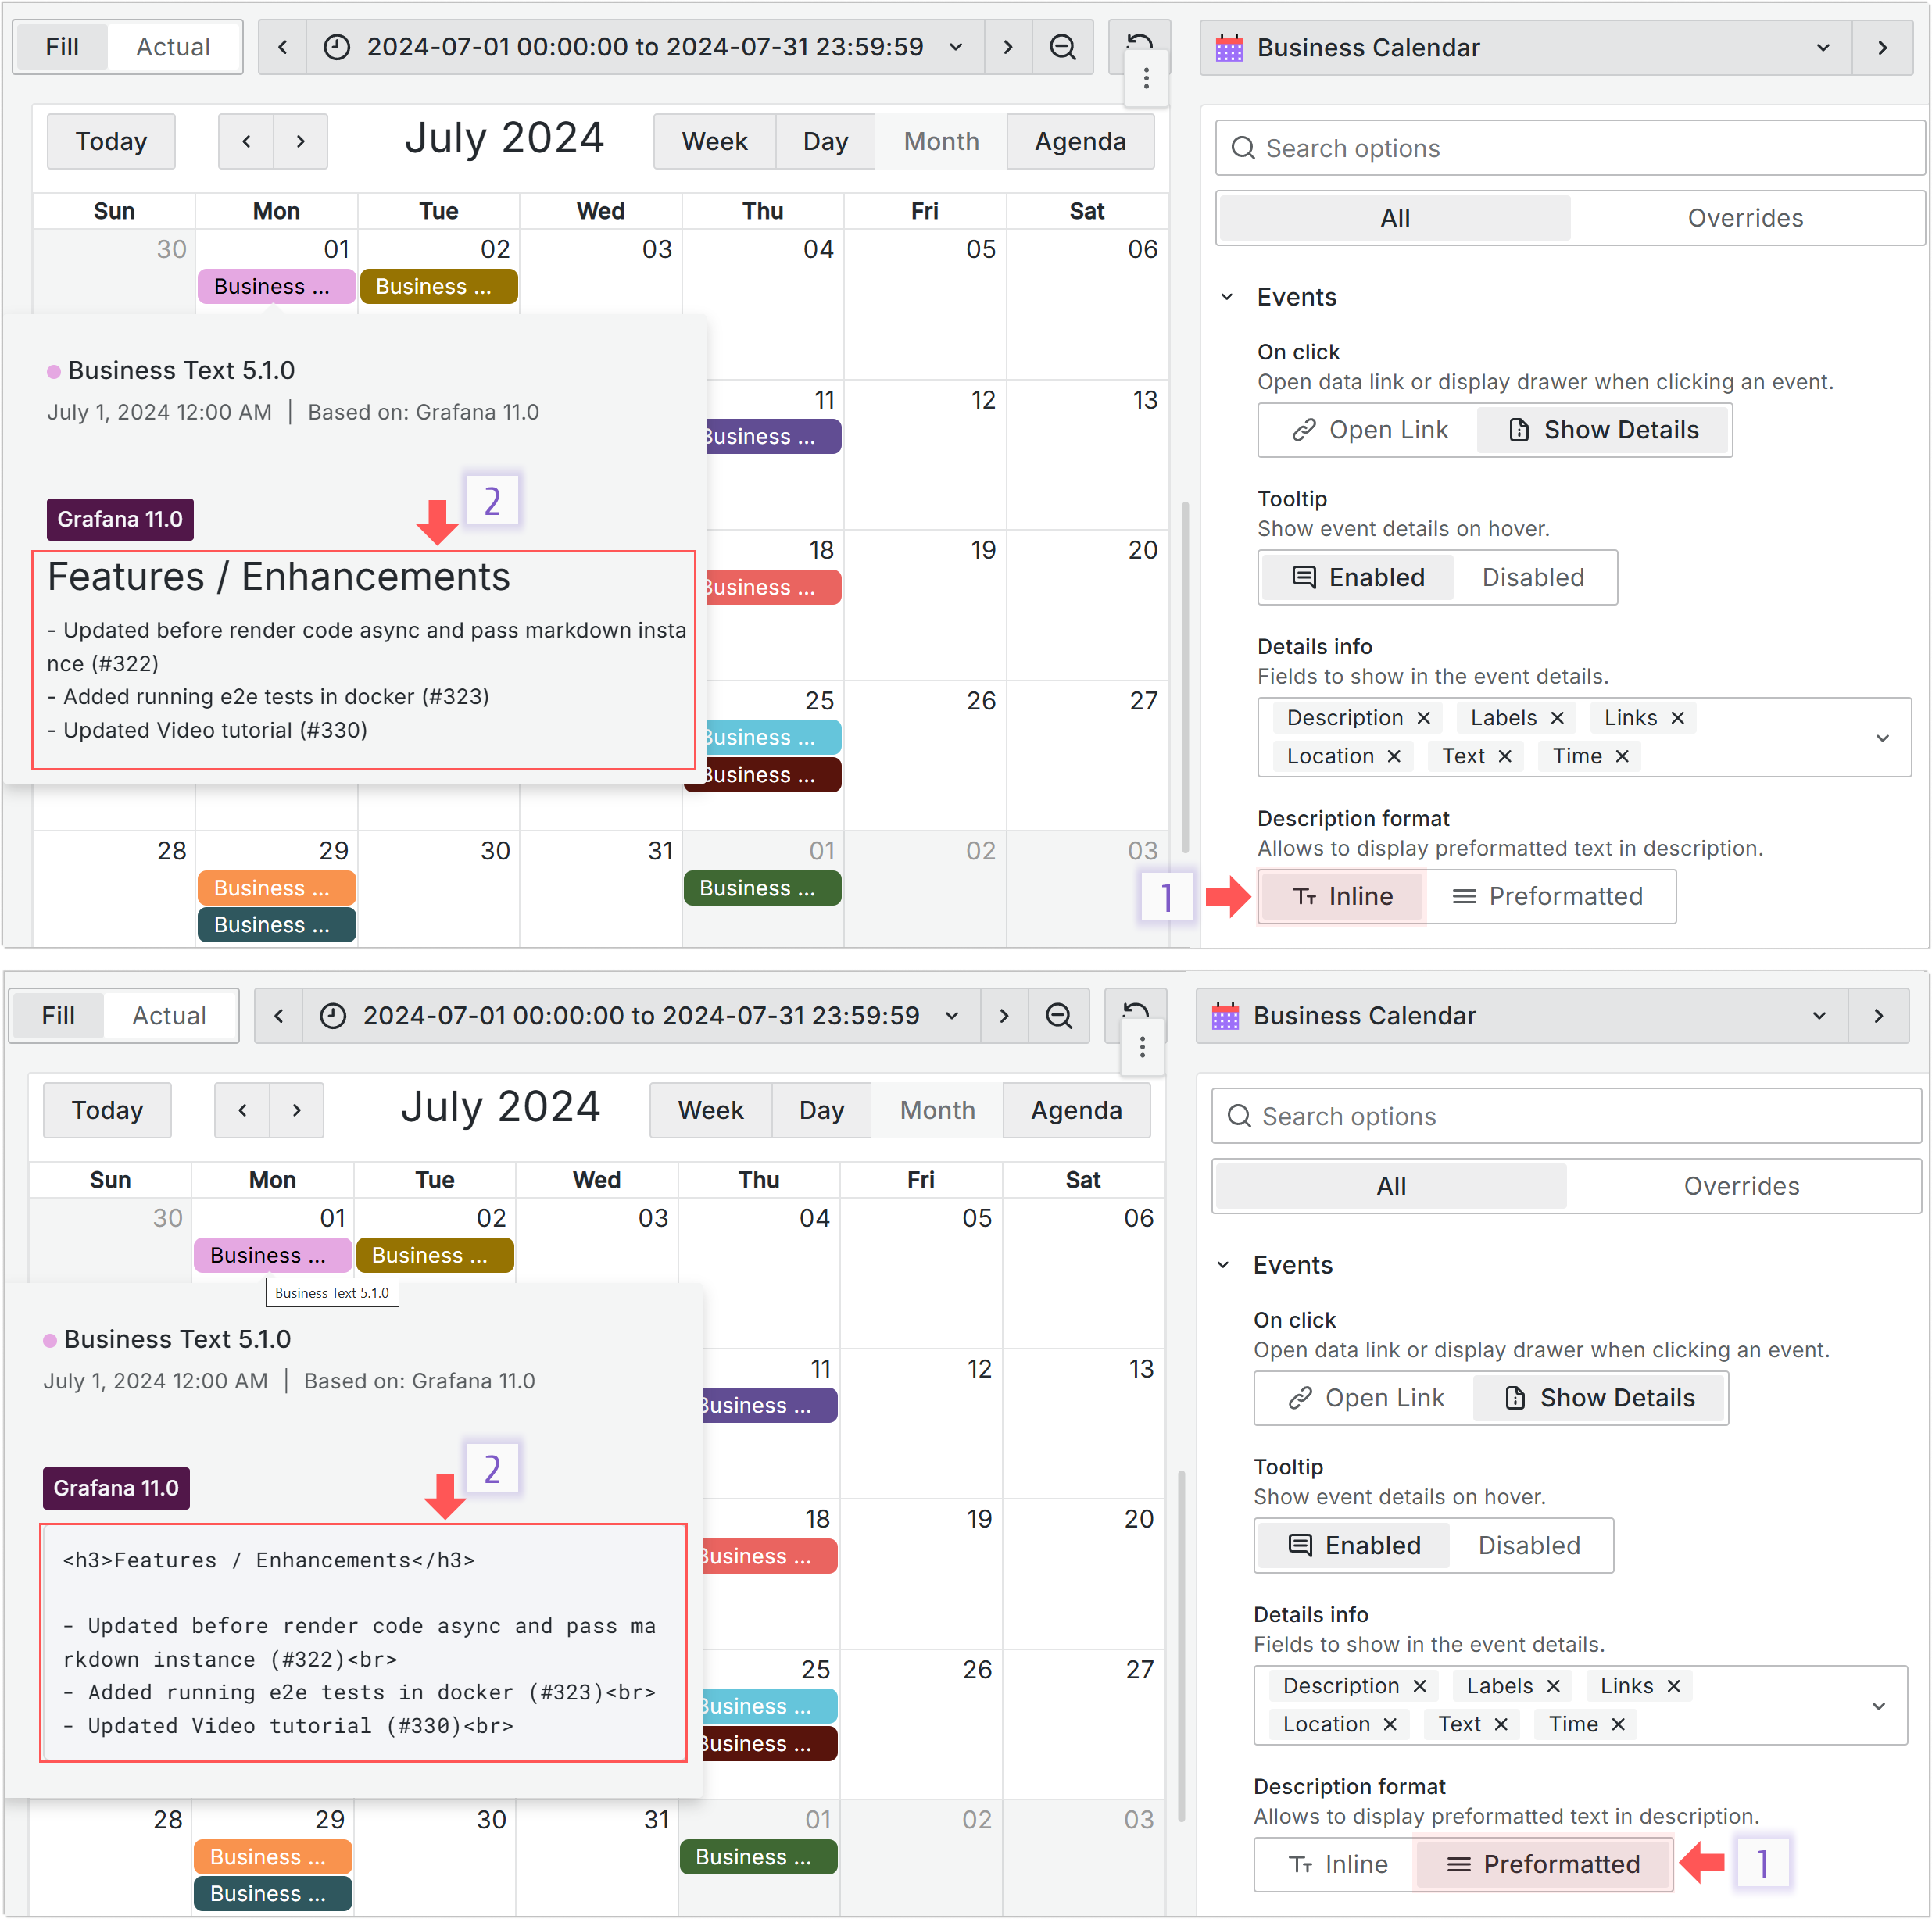 Fill Actual 2024-07-01 00:00:00 to 2024-07-31 23:59:59
Today July 2024 Week Day Month Agenda
Sun Mon Tue Wed Thu Fri Sat
30 01 02 03 04 05 06
Business ... Business ...
Business Text 5.1.0
July 1, 2024 12:00 AM | Based on: Grafana 11.0
11 12 13
Business ...
2
Grafana 11.0
Features / Enhancements
- Updated before render code async and pass markdown insta
nce (#322)
- Added running e2e tests in docker (#323)
- Updated Video tutorial (#330)
18 19 20
Business ...
25 26 27
Business ...
Business ...
28 29 30 31 01 02 03
Business ... Business ...
Business ...
Business Calendar
Search options
All Overrides
Events
On click
Open data link or display drawer when clicking an event.
Open Link Show Details
Tooltip
Show event details on hover.
Enabled Disabled
Details info
Fields to show in the event details.
Description Labels Links
Location Text Time
Description format
Allows to display preformatted text in description.
1 Inline Preformatted
Fill Actual 2024-07-01 00:00:00 to 2024-07-31 23:59:59
Today July 2024 Week Day Month Agenda
Sun Mon Tue Wed Thu Fri Sat
30 01 02 03 04 05 06
Business ... Business ...
Business Text 5.1.0
Business Text 5.1.0
July 1, 2024 12:00 AM | Based on: Grafana 11.0
11 12 13
Business ...
2
Grafana 11.0
<h3>Features / Enhancements</h3>
- Updated before render code async and pass ma
rkdown instance (#322)<br>
- Added running e2e tests in docker (#323)<br>
- Updated Video tutorial (#330)<br>
18 19 20
Business ...
25 26 27
Business ...
Business ...
28 29 30 31 01 02 03
Business ... Business ...
Business ...
Business Calendar
Search options
All Overrides
Events
On click
Open data link or display drawer when clicking an event.
Open Link Show Details
Tooltip
Show event details on hover.
Enabled Disabled
Details info
Fields to show in the event details.
Description Labels Links
Location Text Time
Description format
Allows to display preformatted text in description.
Inline Preformatted 1